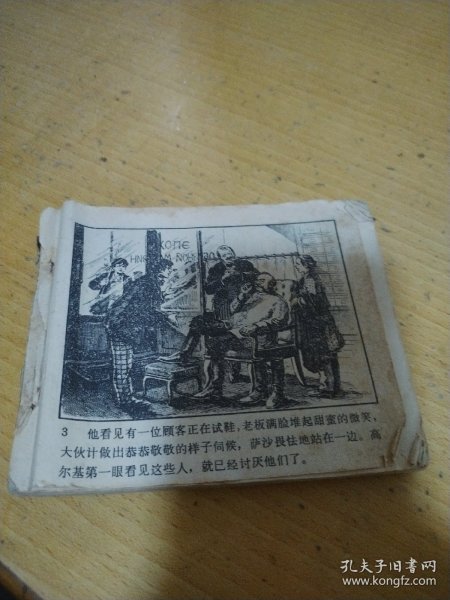 3 他看见有一位顾客正在试鞋，老板满脸堆起甜蜜的微笑，
大伙计做出恭恭敬敬的样子伺候，萨沙畏怯地站在一边。高
尔基第一眼看见这些人，就已经讨厌他们了。
孔夫子旧书网
www.kongfz.com